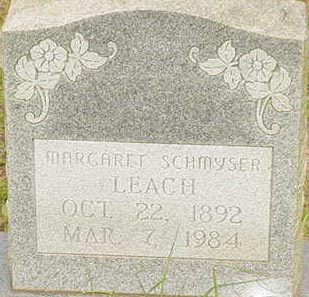 MARGARET SCHMYSER
LEACH
OCT. 22, 1892
MAR. 7, 1984